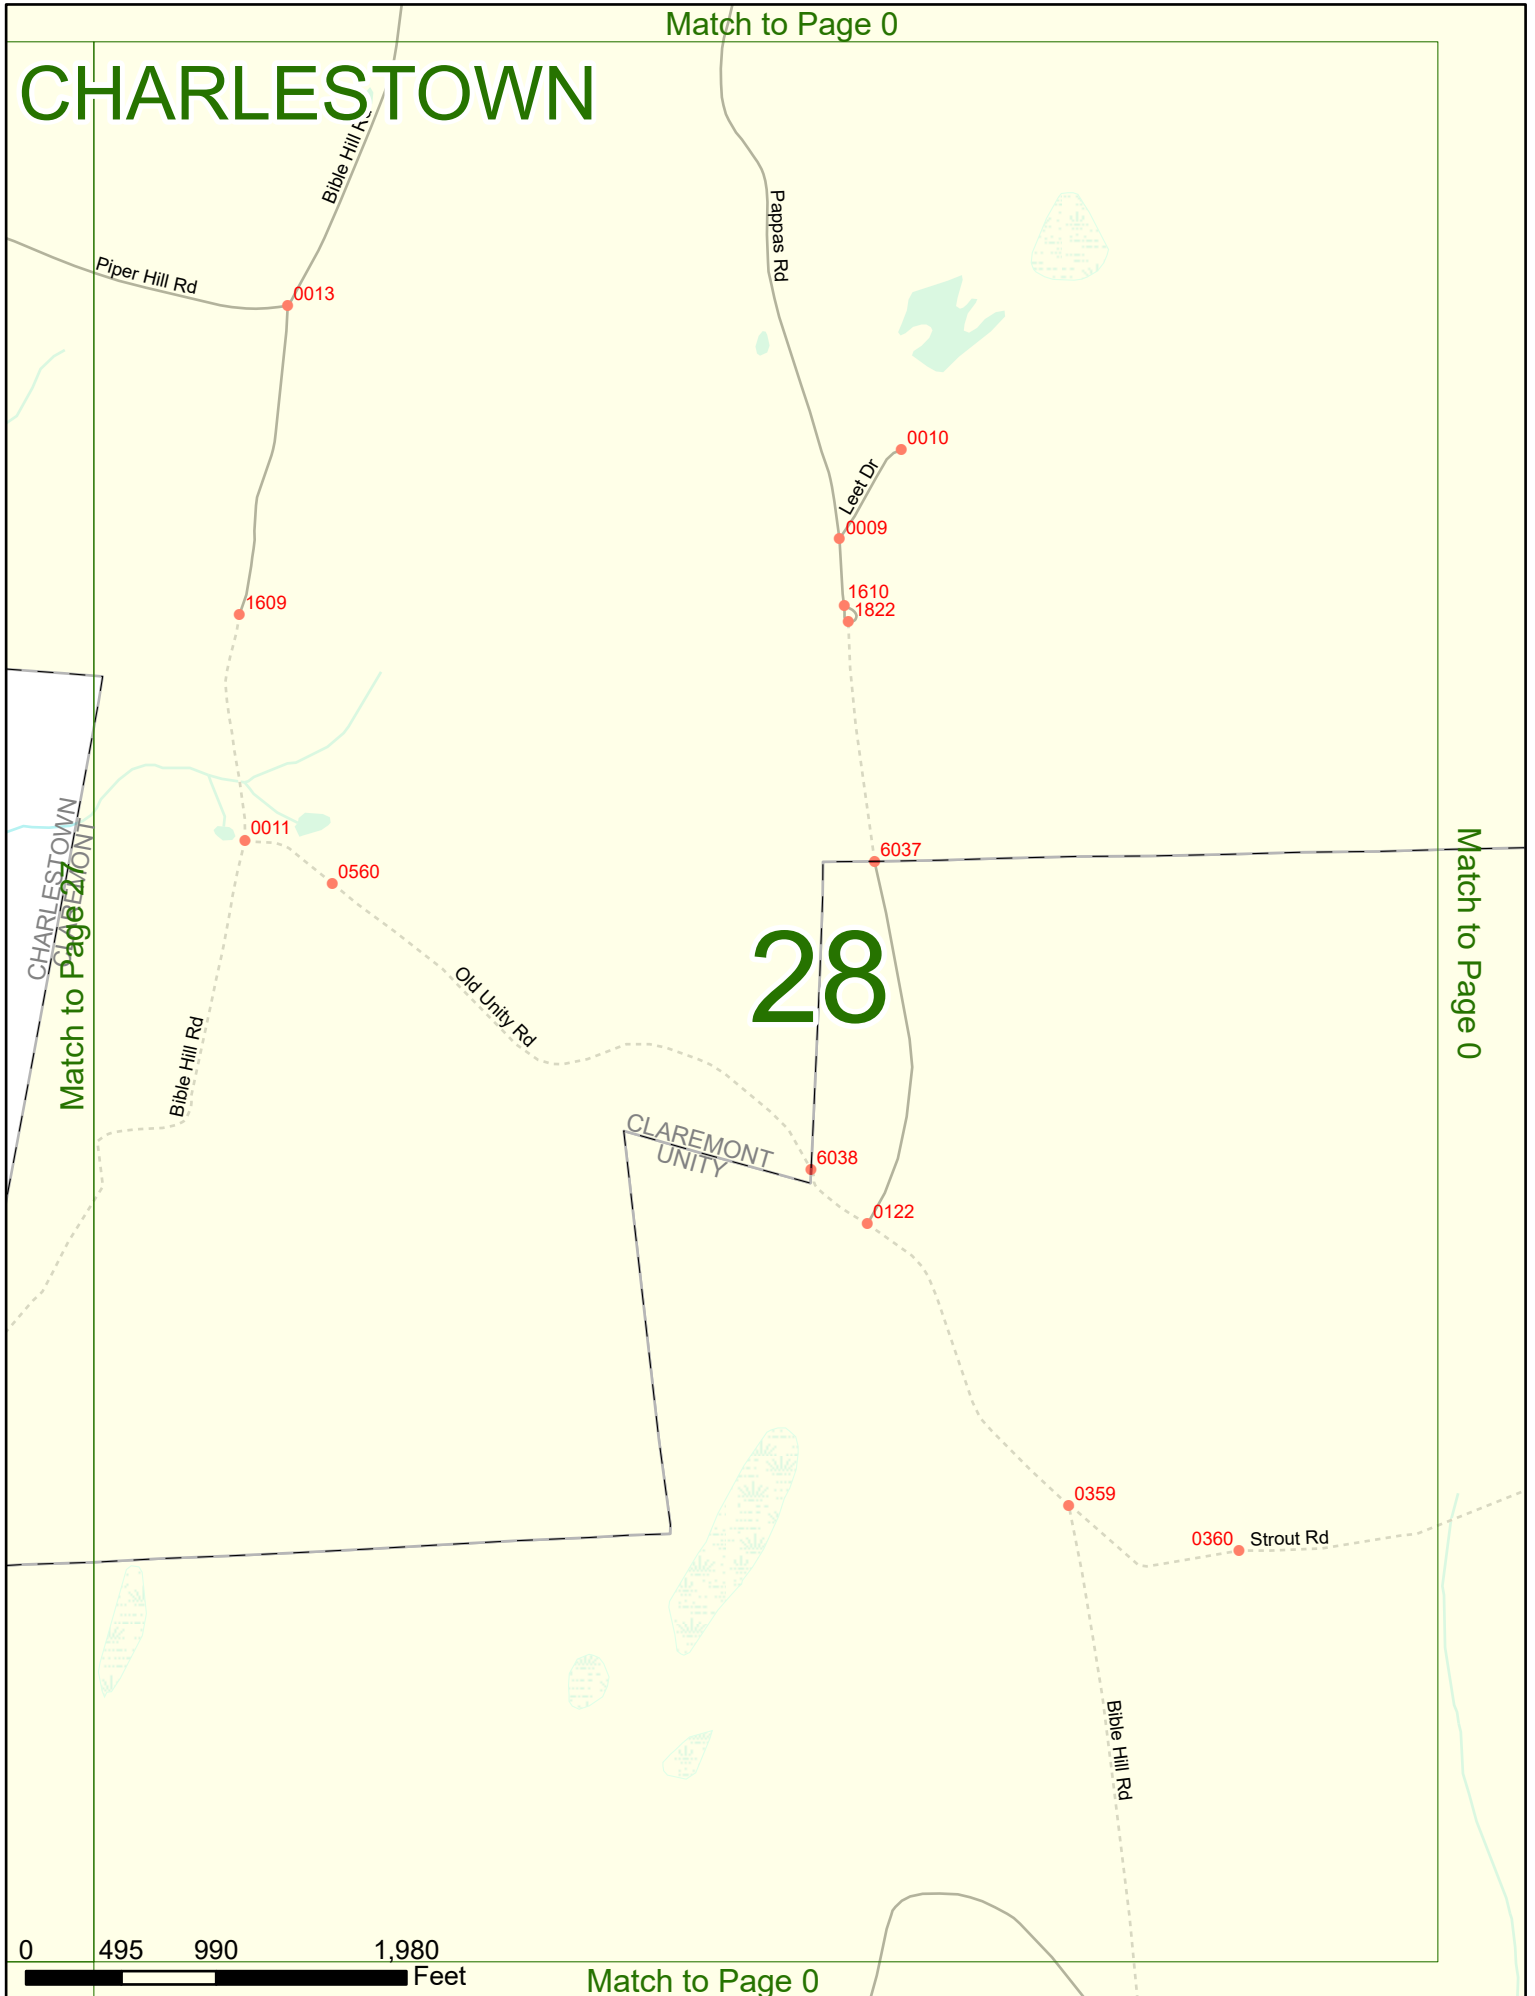 Match to Page 0
CHARLESTOWN
Bible Hill Rd
Pappas Rd
Piper Hill Rd
0013
0010
Leet Dr
0009
1610
1822
1609
0011
6037
0560
CHARLESTOWN
CLAREMONT
Match to Page 27
Match to Page 0
28
Old Unity Rd
Bible Hill Rd
CLAREMONT
UNITY
6038
0122
0359
0360
Strout Rd
Bible Hill Rd
0 495 990 1,980
Feet
Match to Page 0